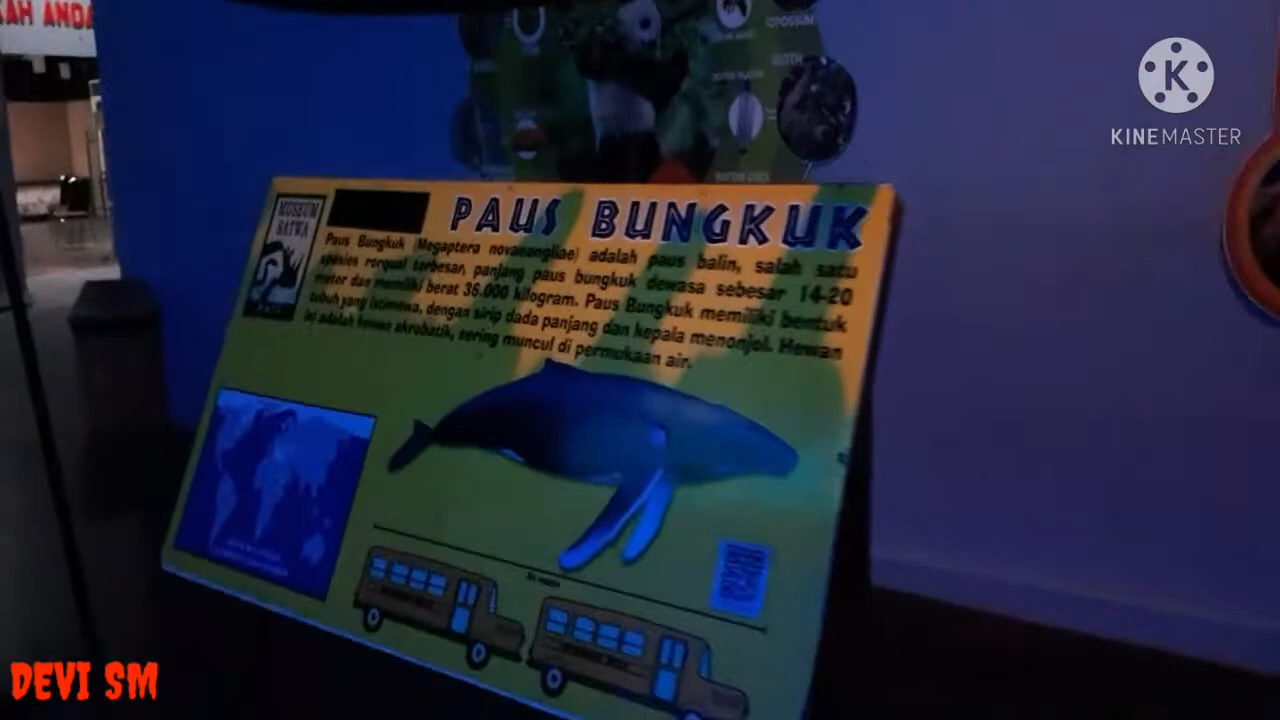 KAH ANDA
OPOSSUM
SLOTH
KINEMASTER
MUSEUM
SATWA
PAUS BUNGKUK
Paus Bungkuk (Megaptera novaeangliae) adalah paus balin, salah satu
spesies rorqual terbesar, panjang paus bungkuk dewasa sebesar 14-20
meter dan memiliki berat 36.000 kilogram. Paus Bungkuk memiliki bentuk
tubuh yang istimewa, dengan sirip dada panjang dan kepala menonjol. Hewan
ini adalah hewan akrobatik, sering muncul di permukaan air.
DEVI SM